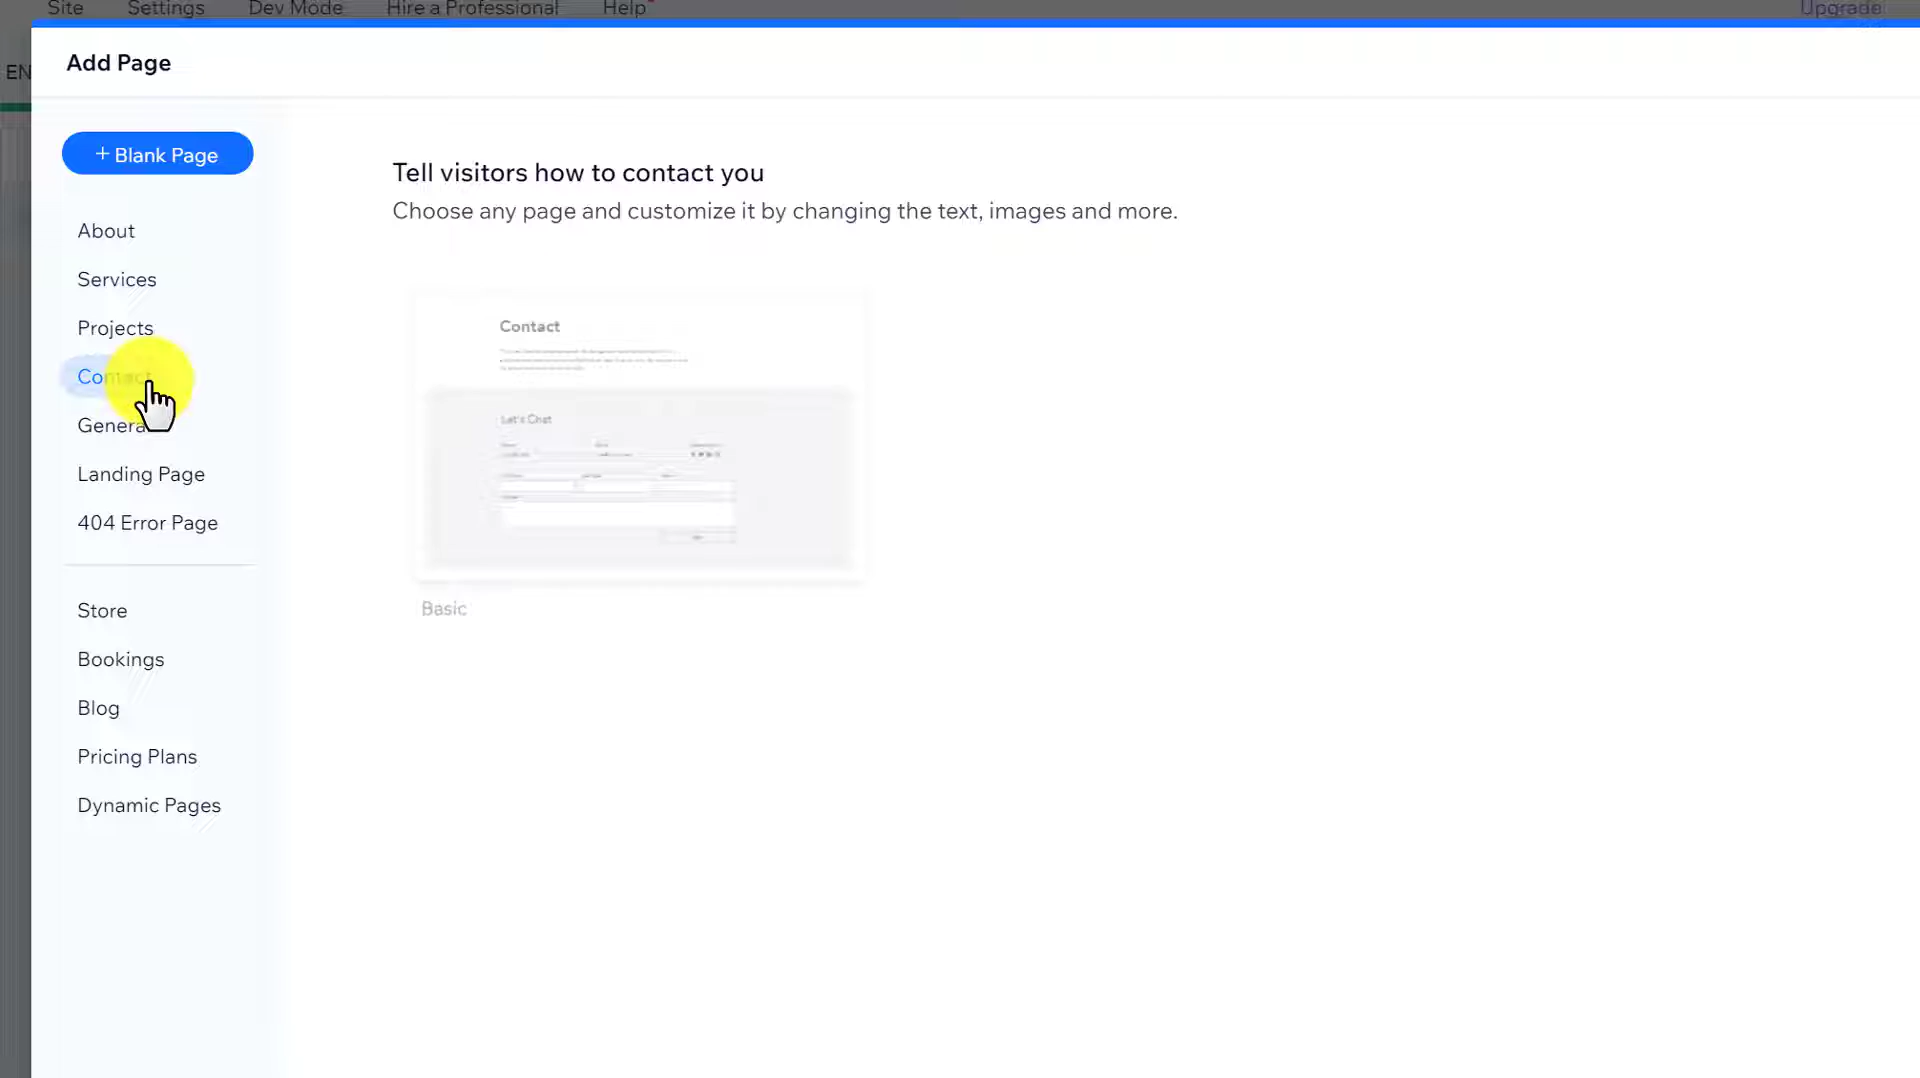 Site Settings Dev Mode Hire a Professional Help Upgrade
EN
Add Page
+ Blank Page
About
Services
Projects
Contact
General
Landing Page
404 Error Page
Store
Bookings
Blog
Pricing Plans
Dynamic Pages
Tell visitors how to contact you
Choose any page and customize it by changing the text, images and more.
Contact
Let's Chat
Basic